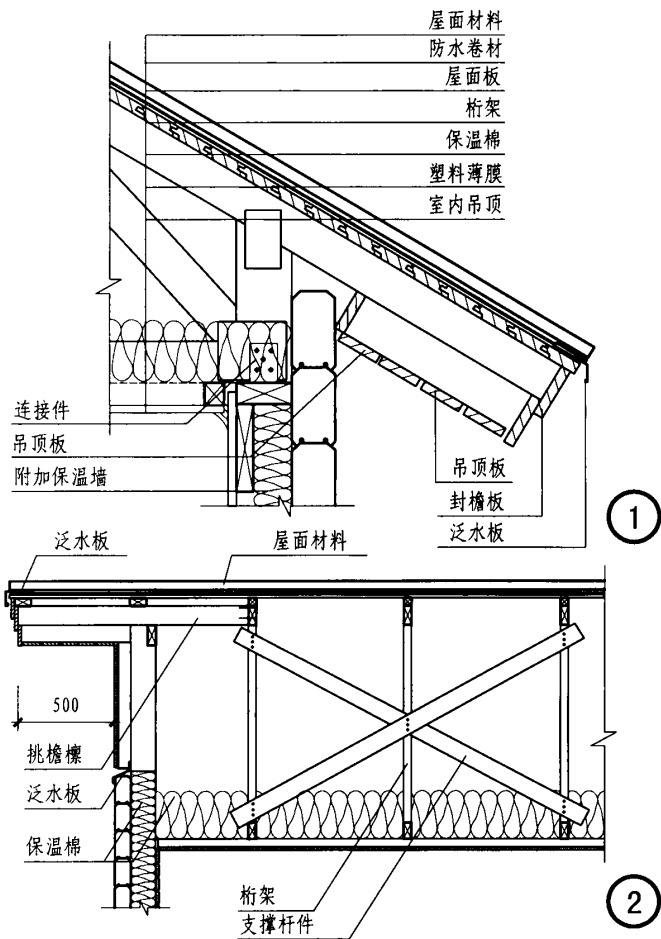 屋面材料
防水卷材
屋面板
桁架
保温棉
塑料薄膜
室内吊顶
连接件
吊顶板
附加保温墙
吊顶板
封檐板
泛水板
1
泛水板
屋面材料
500
挑檐檩
泛水板
保温棉
桁架
支撑杆件
2